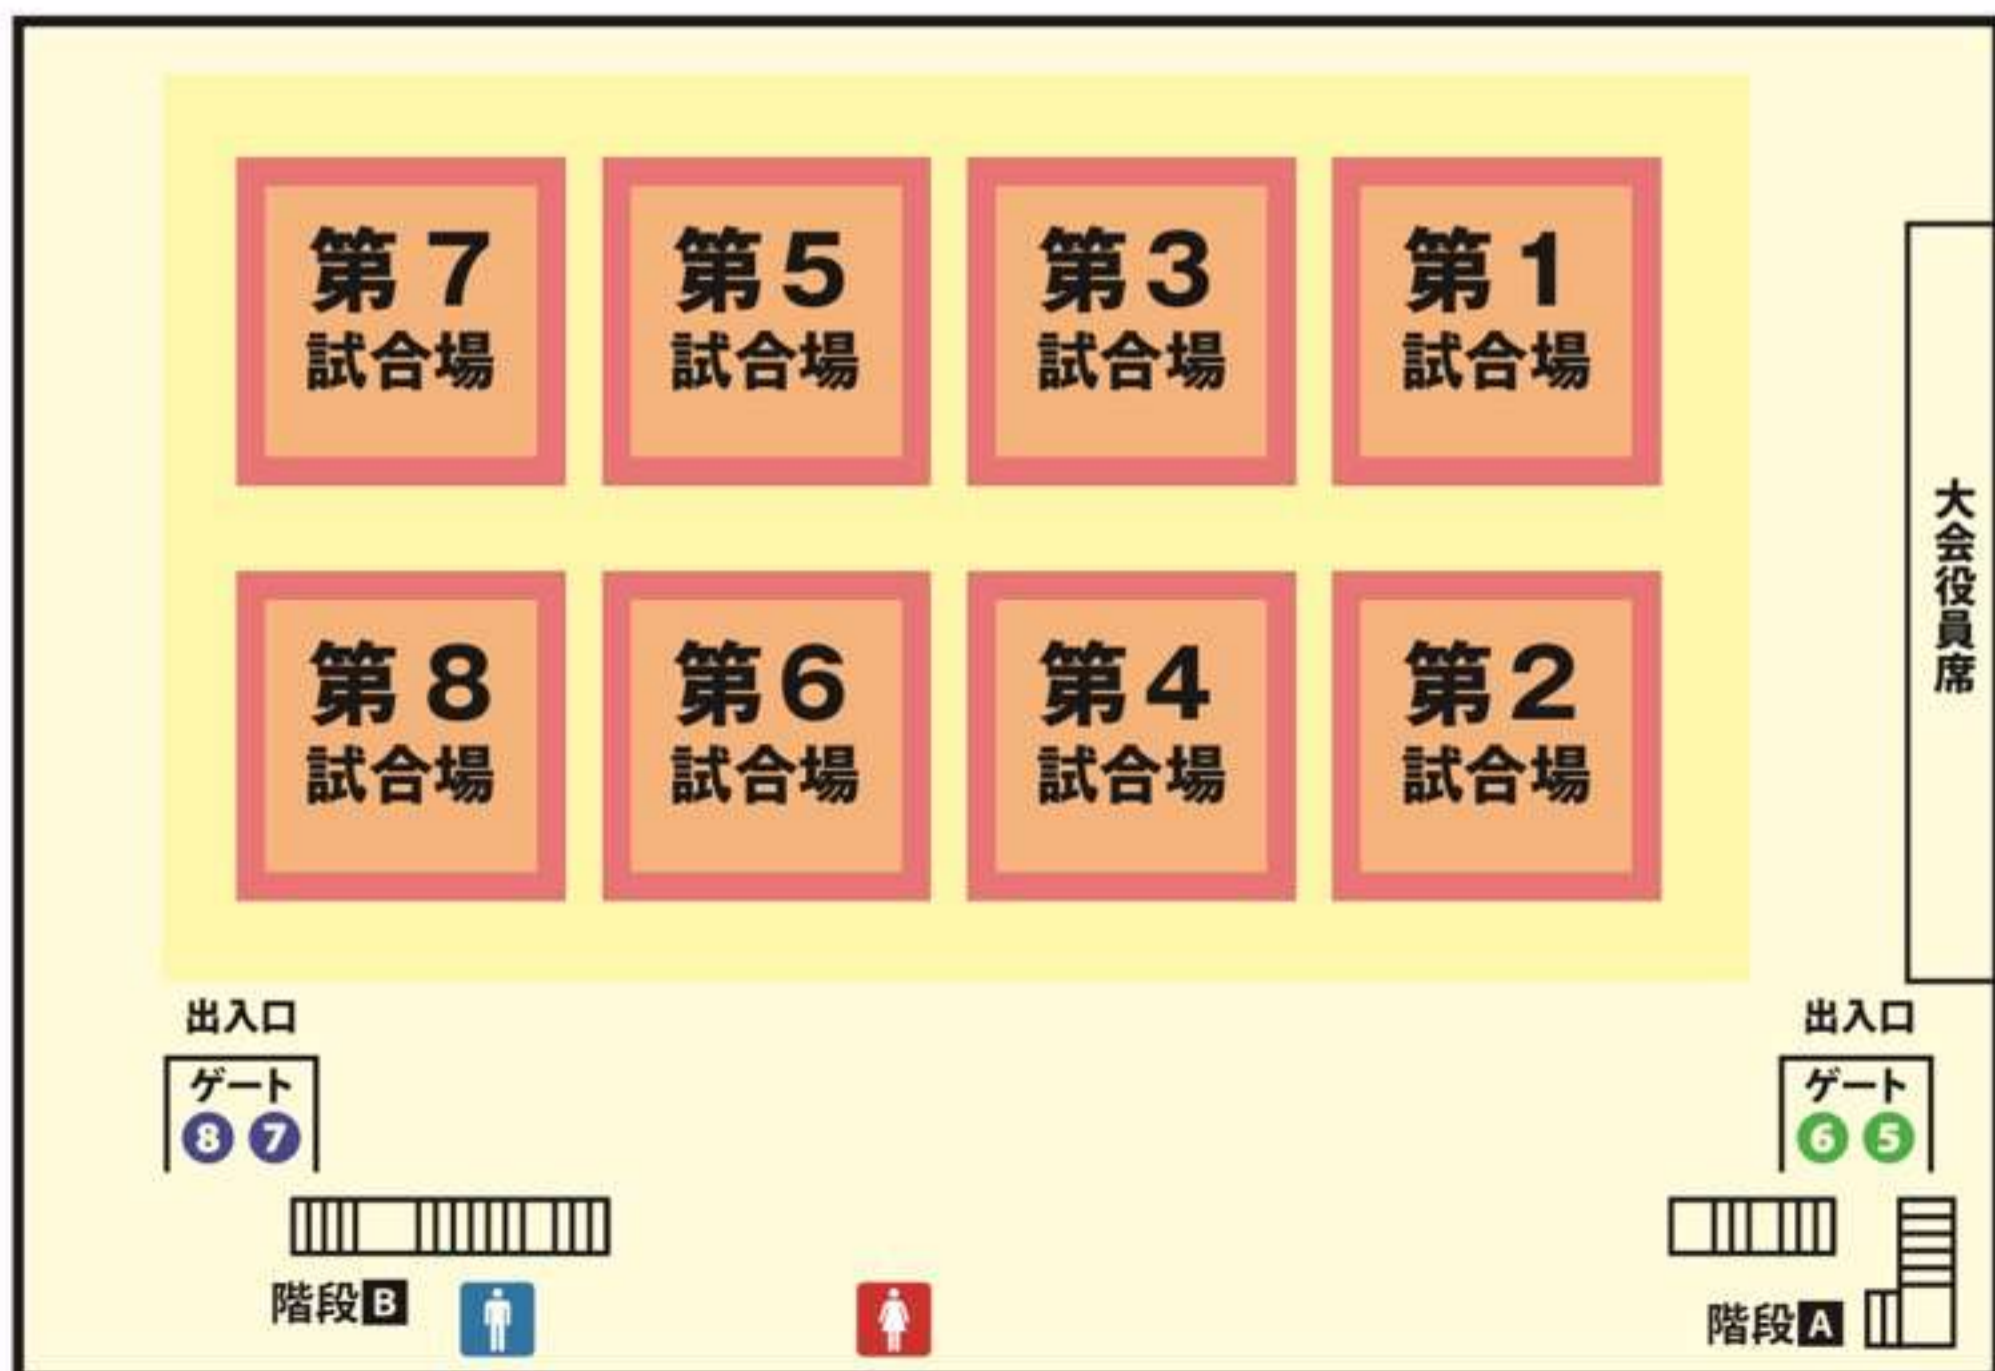 第7
試合場
第5
試合場
第3
試合場
第1
試合場
第8
試合場
第6
試合場
第4
試合場
第2
試合場
大会役員席
出入口
ゲート
8 7
出入口
ゲート
6 5
階段B
階段A